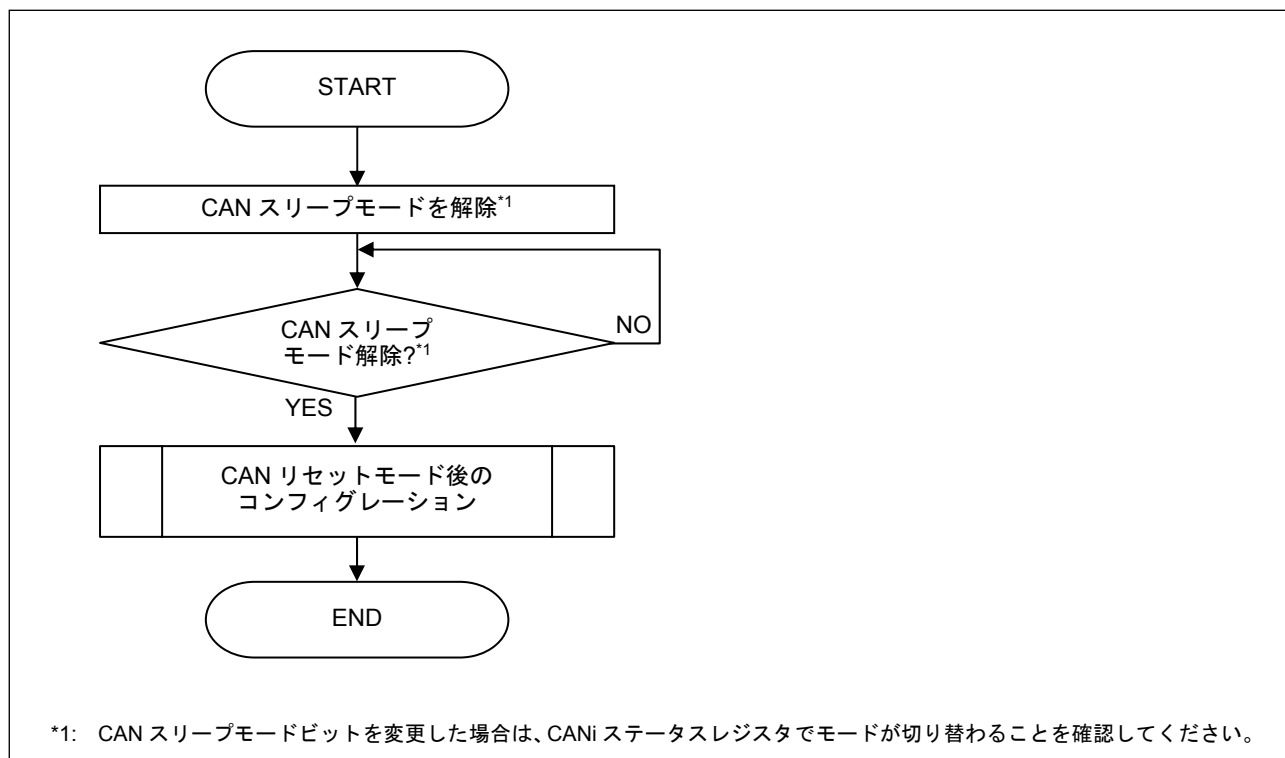 START
CAN スリープモードを解除*1
CAN スリープ
モード解除?*1
NO
YES
CAN リセットモード後の
コンフィグレーション
END
*1: CAN スリープモードビットを変更した場合は、CANi ステータスレジスタでモードが切り替わることを確認してください。